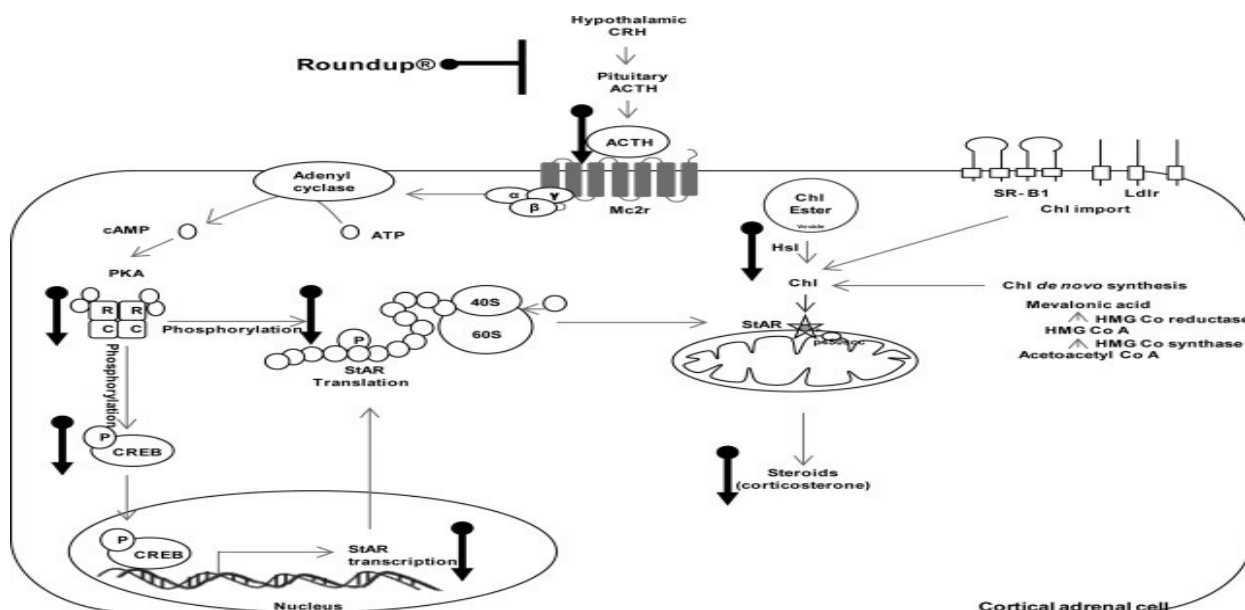 Hypothalamic
CRH
Roundup®
Pituitary
ACTH
ACTH
Adenyl
cyclase
α
γ
β
Mc2r
SR-B1
Ldlr
Chl import
Chl
Ester
Vesicle
Hsl
cAMP
ATP
PKA
Chl
Chl de novo synthesis
R
R
C
C
Phosphorylation
40S
60S
StAR
p450scc
Mevalonic acid
HMG Co reductase
HMG Co A
HMG Co synthase
Acetoacetyl Co A
P
StAR
Translation
Phosphorylation
P
CREB
Steroids
(corticosterone)
P
CREB
StAR
transcription
Nucleus
Cortical adrenal cell